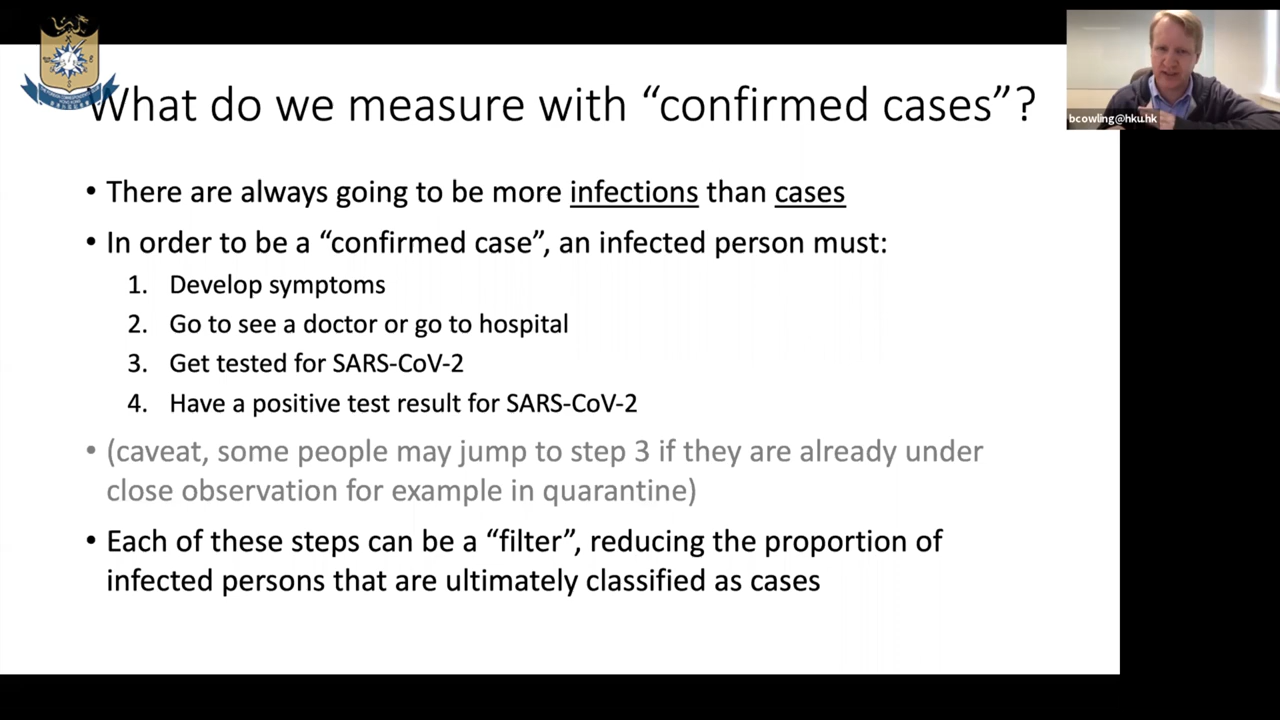 What do we measure with “confirmed cases”?
bcowling@hku.hk
• There are always going to be more infections than cases
• In order to be a “confirmed case”, an infected person must:
1. Develop symptoms
2. Go to see a doctor or go to hospital
3. Get tested for SARS-CoV-2
4. Have a positive test result for SARS-CoV-2
• (caveat, some people may jump to step 3 if they are already under
close observation for example in quarantine)
• Each of these steps can be a “filter”, reducing the proportion of
infected persons that are ultimately classified as cases